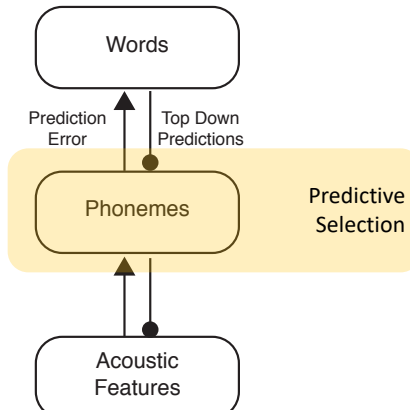 Words
Prediction
Error
Top Down
Predictions
Phonemes
Predictive
Selection
Acoustic
Features